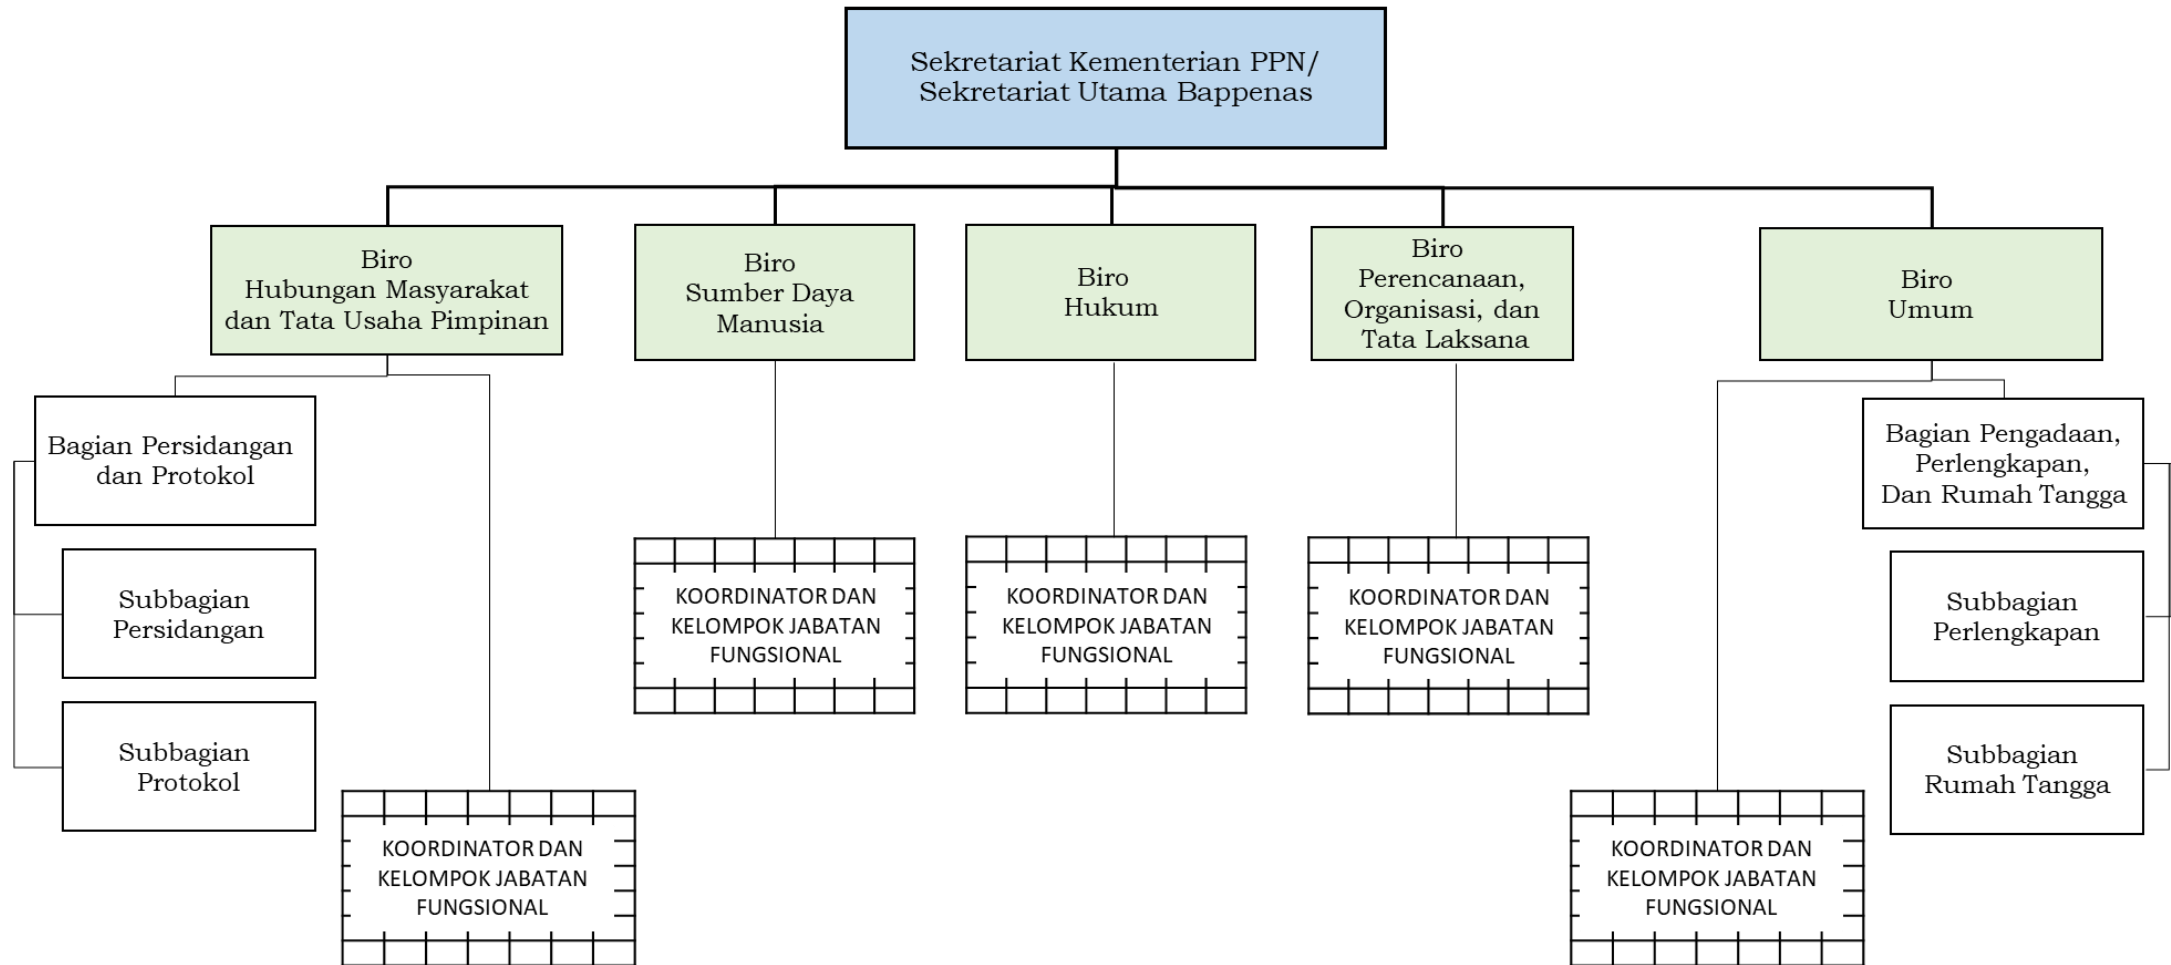 Sekretariat Kementerian PPN/
Sekretariat Utama Bappenas
Biro
Hubungan Masyarakat
dan Tata Usaha Pimpinan
Biro
Sumber Daya
Manusia
Biro
Hukum
Biro
Perencanaan,
Organisasi, dan
Tata Laksana
Biro
Umum
Bagian Persidangan
dan Protokol
Subbagian
Persidangan
Subbagian
Protokol
KOORDINATOR DAN
KELOMPOK JABATAN
FUNGSIONAL
KOORDINATOR DAN
KELOMPOK JABATAN
FUNGSIONAL
KOORDINATOR DAN
KELOMPOK JABATAN
FUNGSIONAL
KOORDINATOR DAN
KELOMPOK JABATAN
FUNGSIONAL
KOORDINATOR DAN
KELOMPOK JABATAN
FUNGSIONAL
Bagian Pengadaan,
Perlengkapan,
Dan Rumah Tangga
Subbagian
Perlengkapan
Subbagian
Rumah Tangga